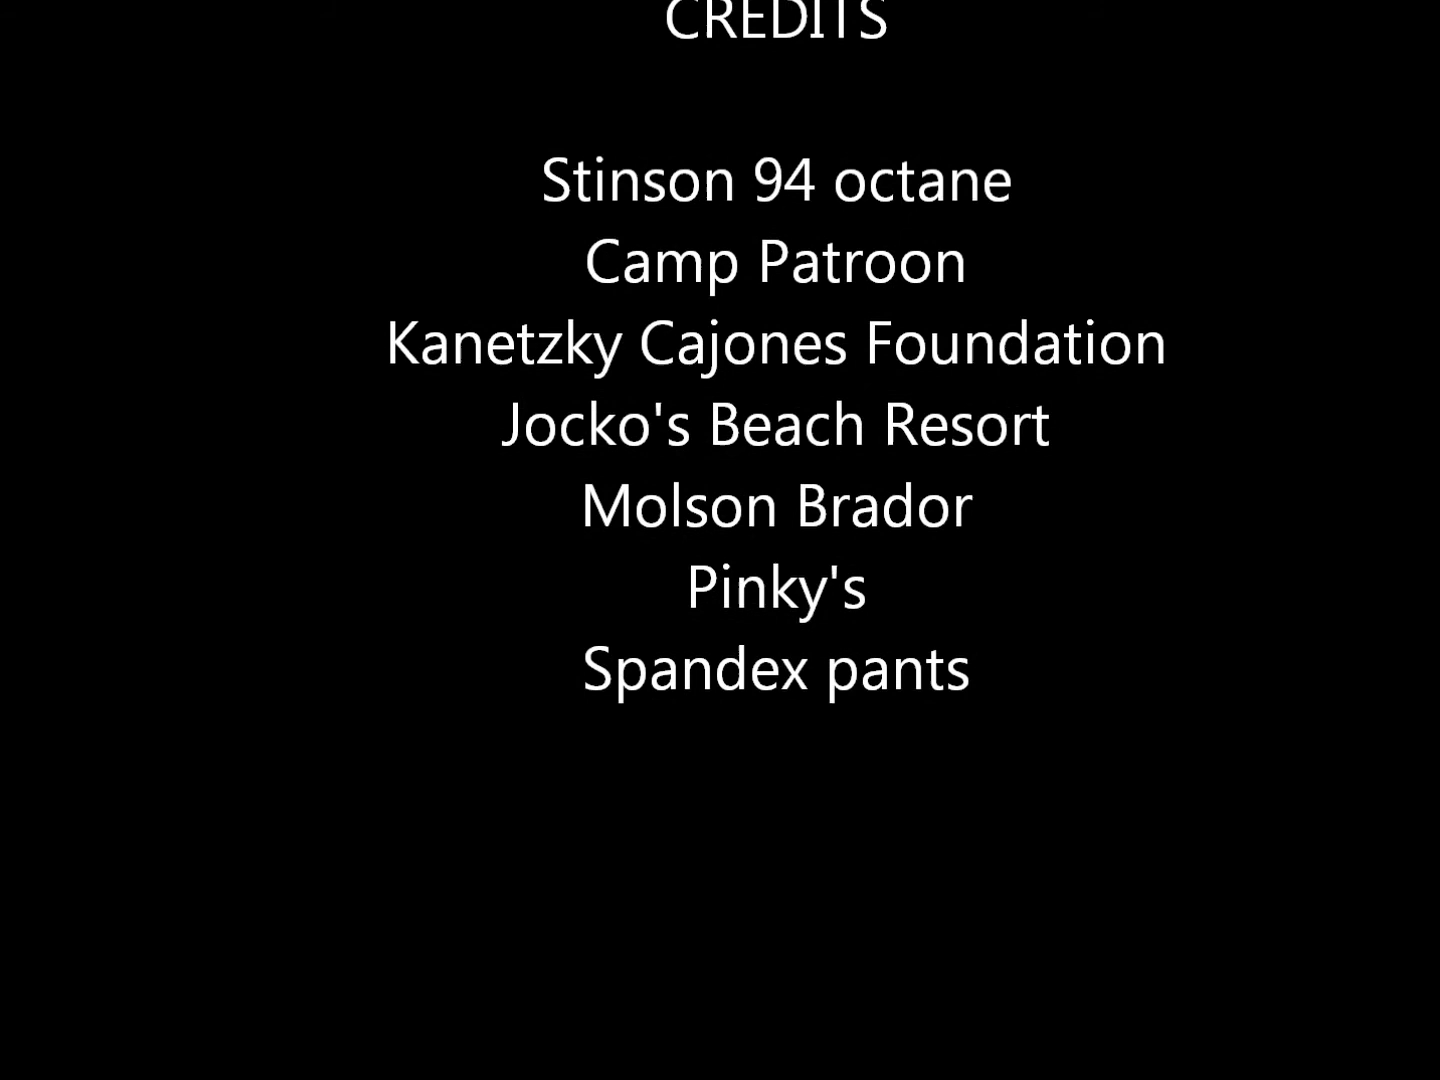 CREDITS
Stinson 94 octane
Camp Patroon
Kanetzky Cajones Foundation
Jocko's Beach Resort
Molson Brador
Pinky's
Spandex pants